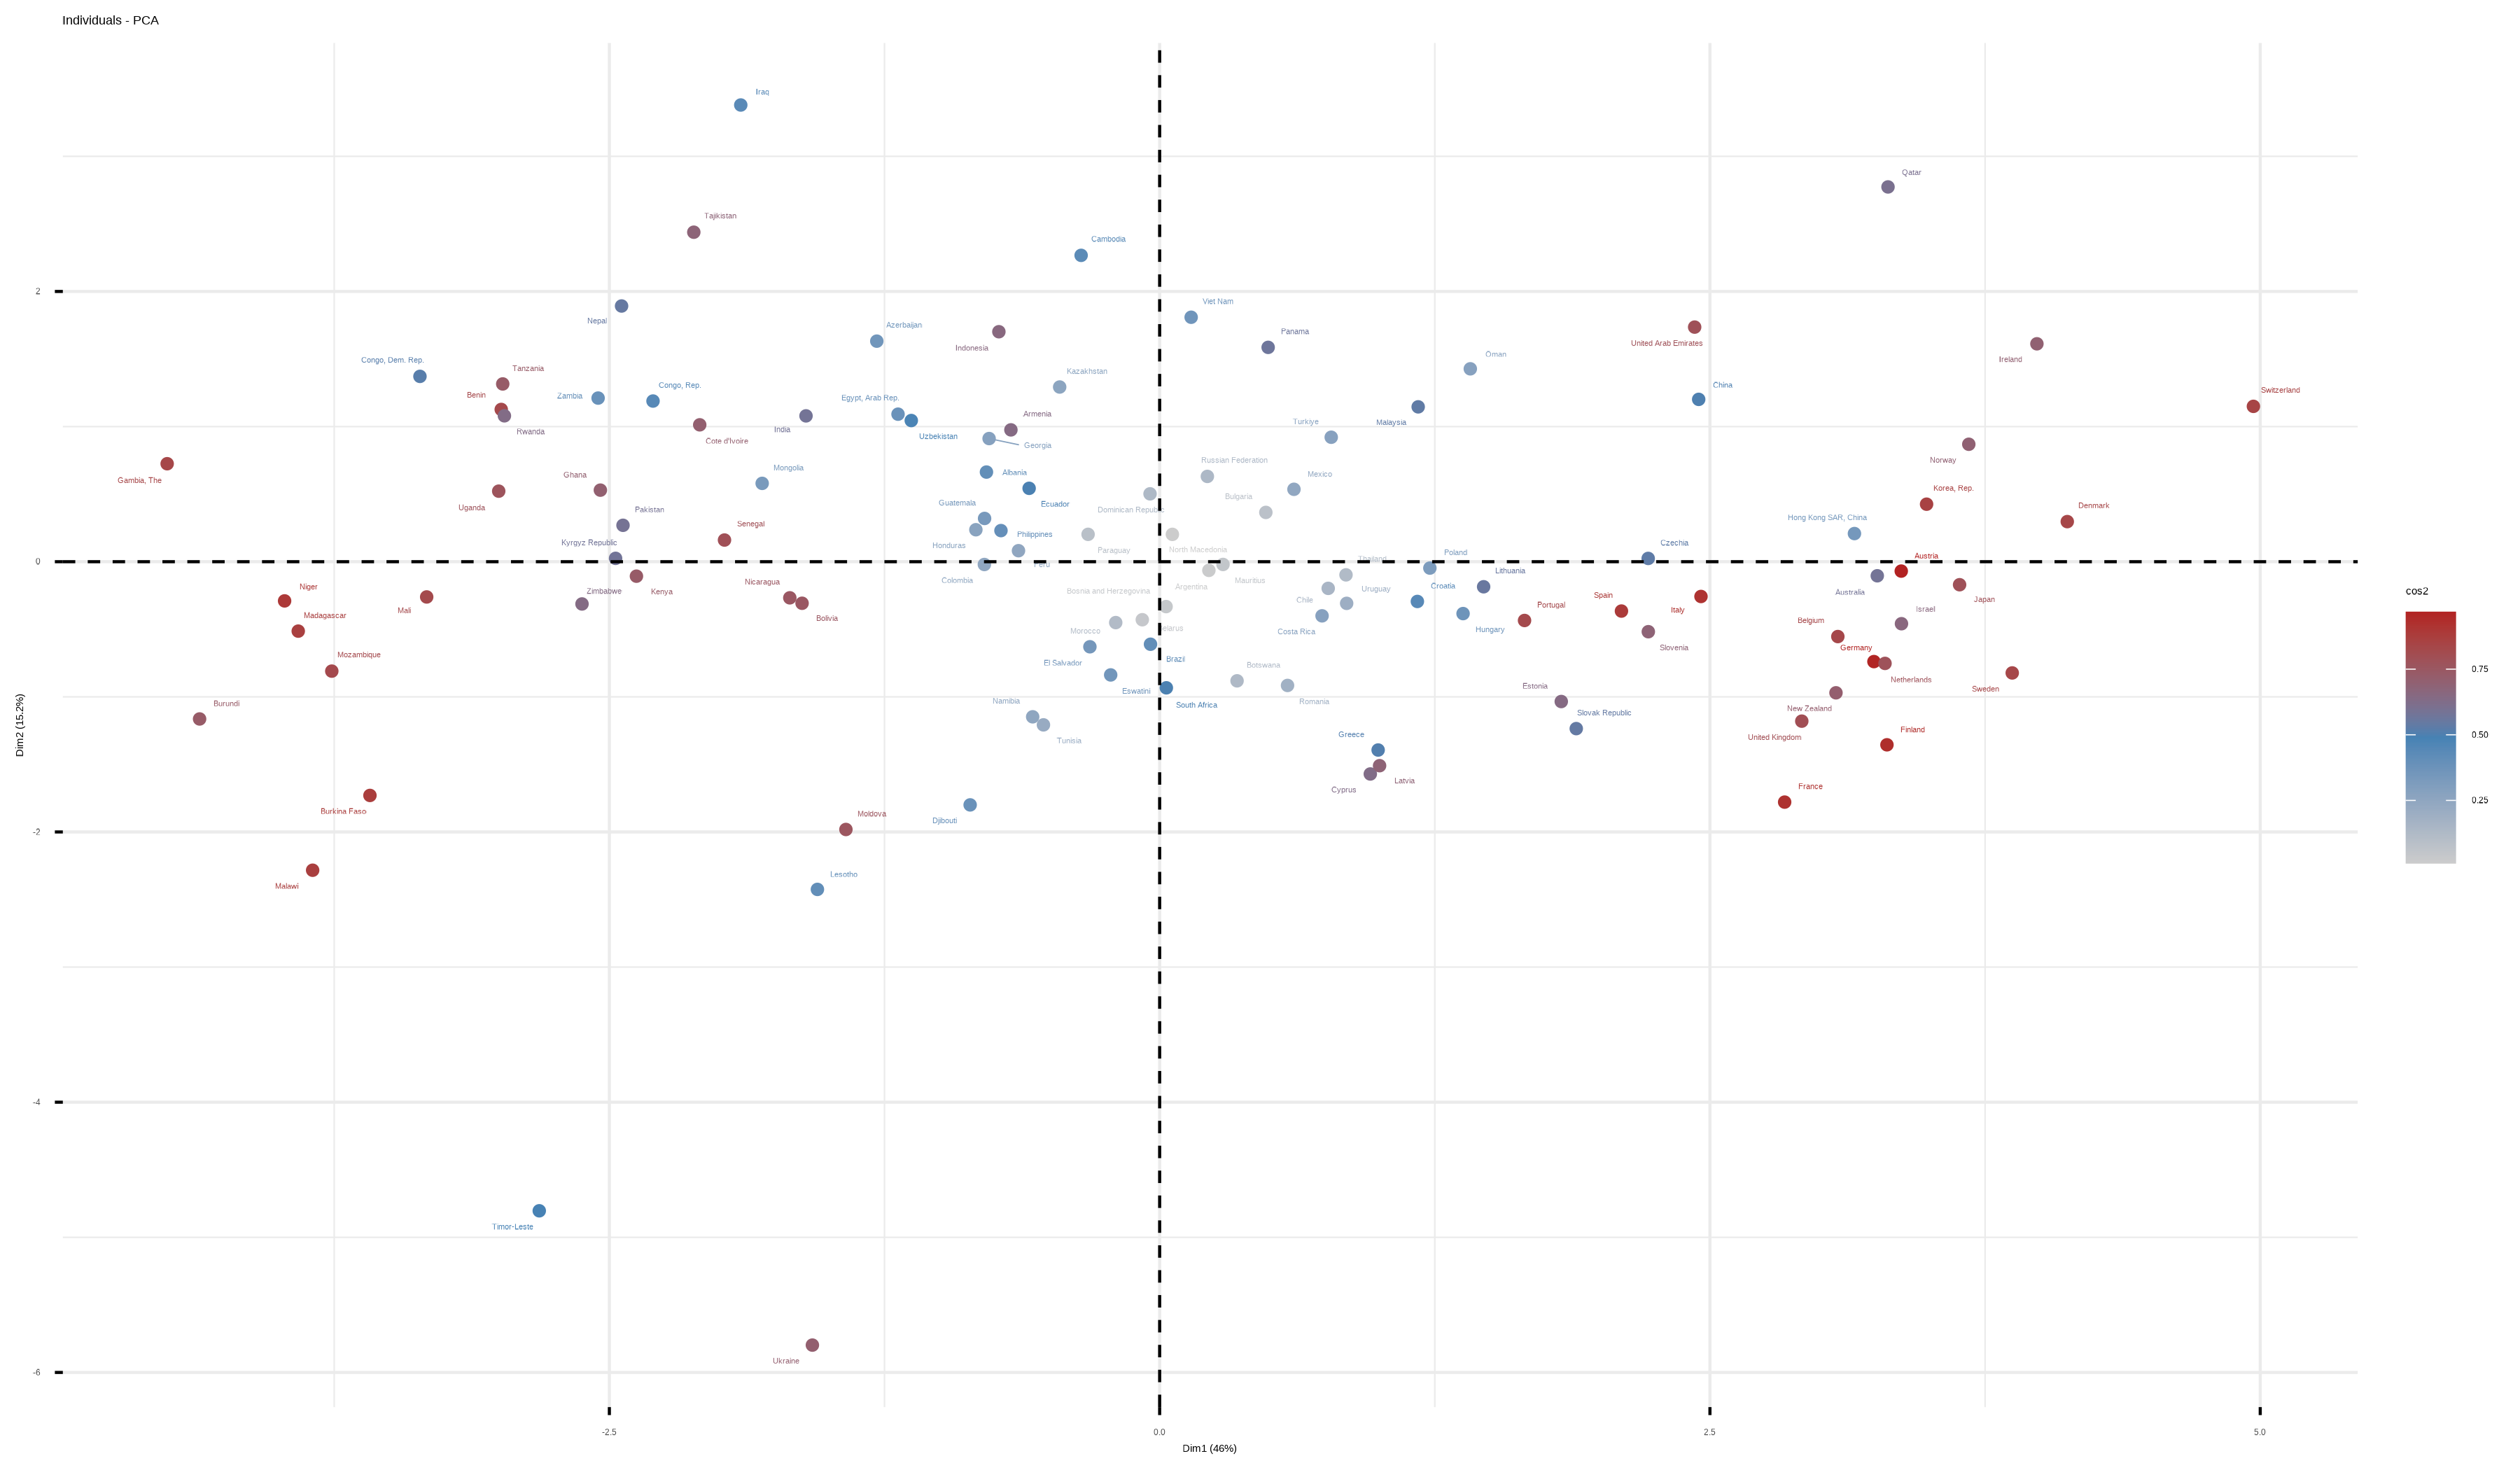 Individuals - PCA
Iraq
Qatar
Tajikistan
Cambodia
2
Viet Nam
Nepal
Azerbaijan
Panama
Indonesia
United Arab Emirates
Oman
Ireland
Congo, Dem. Rep.
Tanzania
Kazakhstan
Congo, Rep.
China
Switzerland
Benin
Zambia
Egypt, Arab Rep.
Armenia
Turkiye
Malaysia
Rwanda
India
Uzbekistan
Cote d'Ivoire
Georgia
Russian Federation
Norway
Mongolia
Albania
Mexico
Ghana
Gambia, The
Korea, Rep.
Bulgaria
Guatemala
Ecuador
Uganda
Denmark
Pakistan
Dominican Republic
Hong Kong SAR, China
Senegal
Philippines
Kyrgyz Republic
Honduras
Czechia
Paraguay
North Macedonia
Poland
Austria
0
Thailand
Peru
Lithuania
Colombia
Mauritius
Niger
Nicaragua
Argentina
Croatia
Zimbabwe
Kenya
Bosnia and Herzegovina
Uruguay
Australia
cos2
Spain
Chile
Japan
Portugal
Italy
Israel
Mali
Madagascar
Bolivia
Belgium
Belarus
Morocco
Costa Rica
Hungary
Slovenia
Germany
Mozambique
Brazil
El Salvador
Botswana
0.75
Netherlands
Estonia
Sweden
Eswatini
Burundi
Namibia
South Africa
Romania
New Zealand
Slovak Republic
Dim2 (15.2%)
Finland
Greece
0.50
United Kingdom
Tunisia
Latvia
France
Cyprus
0.25
Burkina Faso
Moldova
Djibouti
-2
Lesotho
Malawi
-4
Timor-Leste
Ukraine
-6
-2.5
0.0
2.5
5.0
Dim1 (46%)